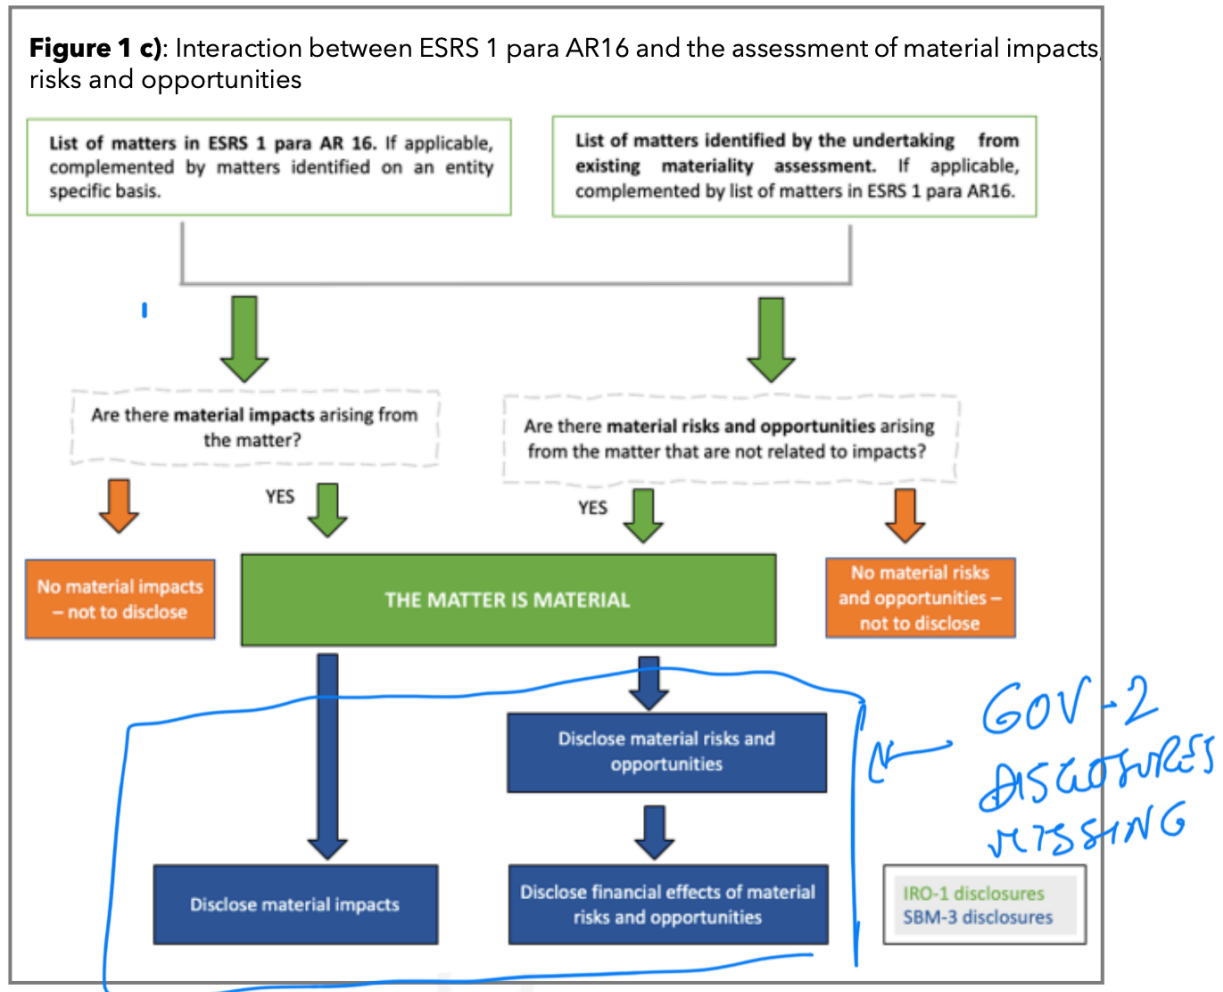 Figure 1 c): Interaction between ESRS 1 para AR16 and the assessment of material impacts,
risks and opportunities
List of matters in ESRS 1 para AR 16. If applicable,
complemented by matters identified on an entity
specific basis.
List of matters identified by the undertaking from
existing materiality assessment. If applicable,
complemented by list of matters in ESRS 1 para AR16.
Are there material impacts arising from
the matter?
Are there material risks and opportunities arising
from the matter that are not related to impacts?
YES
YES
No material impacts
– not to disclose
THE MATTER IS MATERIAL
No material risks
and opportunities –
not to disclose
Disclose material risks and
opportunities
GOV-2
DISCLOSURES
MISSING
Disclose material impacts
Disclose financial effects of material
risks and opportunities
IRO-1 disclosures
SBM-3 disclosures